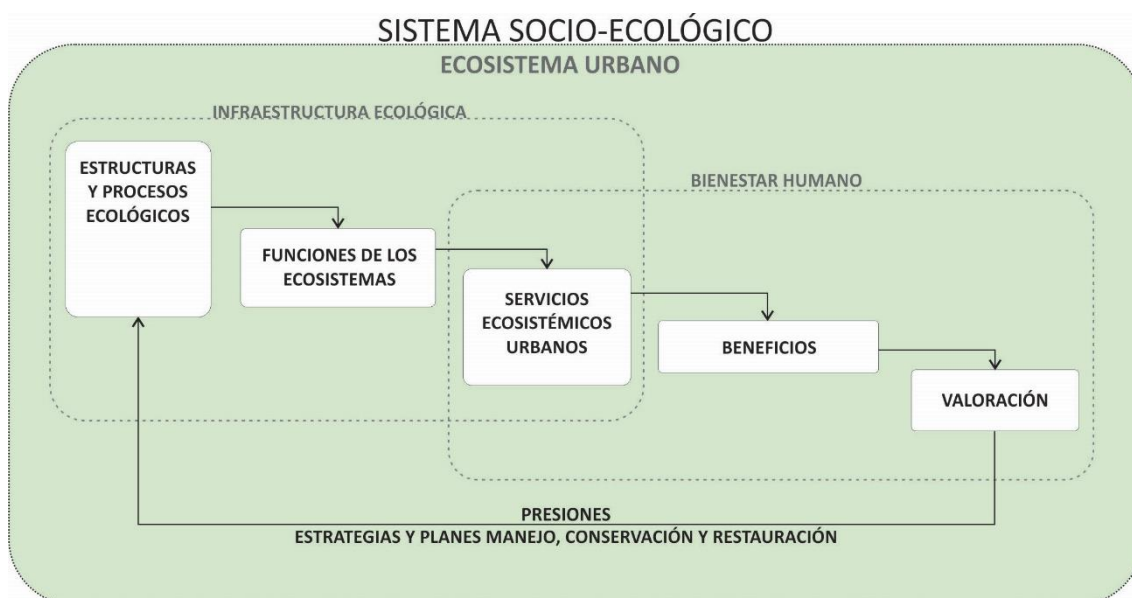 SISTEMA SOCIO-ECOLÓGICO
ECOSISTEMA URBANO
INFRAESTRUCTURA ECOLÓGICA
ESTRUCTURAS
Y PROCESOS
ECOLÓGICOS
BIENESTAR HUMANO
FUNCIONES DE LOS
ECOSISTEMAS
SERVICIOS
ECOSISTÉMICOS
URBANOS
BENEFICIOS
VALORACIÓN
PRESIONES
ESTRATEGIAS Y PLANES MANEJO, CONSERVACIÓN Y RESTAURACIÓN